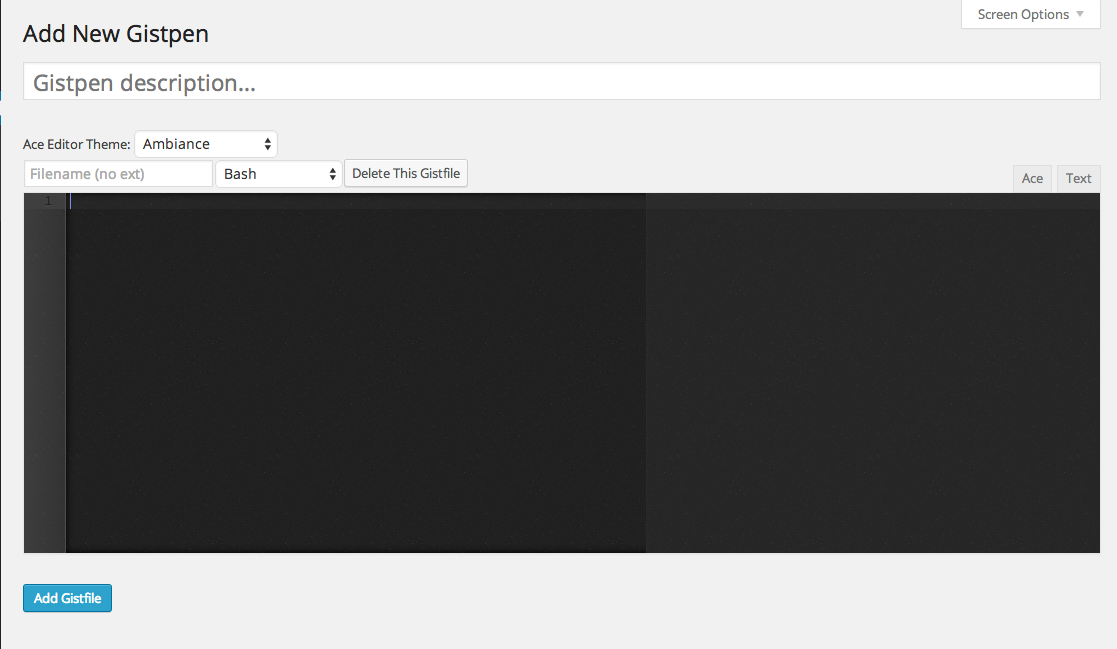 Screen Options
Add New Gistpen
Gistpen description...
Ace Editor Theme: Ambiance
Filename (no ext) Bash Delete This Gistfile
Ace Text
1
Add Gistfile